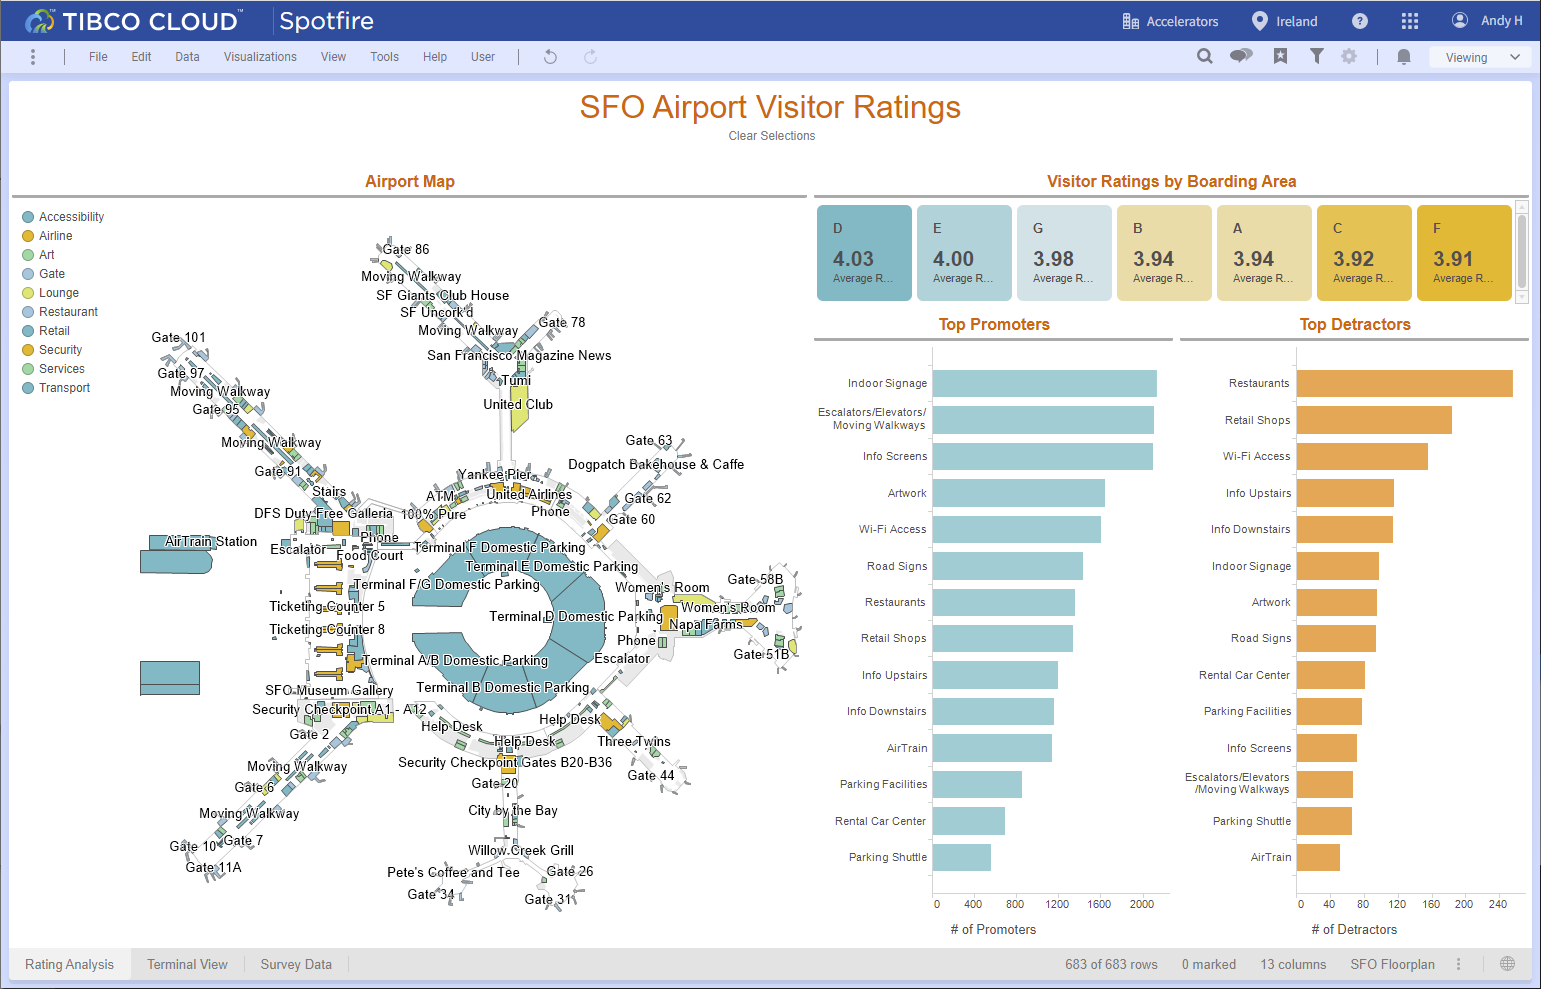 TIBCO CLOUD™ Spotfire
Accelerators Ireland ? Andy H
File Edit Data Visualizations View Tools Help User
Viewing
SFO Airport Visitor Ratings
Clear Selections
Airport Map
Accessibility
Airline
Art
Gate
Lounge
Restaurant
Retail
Security
Services
Transport
Gate 86
Moving Walkway
SF Giants Club House
SF Uncork'd
Gate 78
Moving Walkway
San Francisco Magazine News
Tumi
United Club
Gate 101
Gate 97
Moving Walkway
Gate 95
Moving Walkway
Gate 91
Stairs
Gate 63
Dogpatch Bakehouse & Caffe
Yankee Pier
ATM
United Airlines
Gate 62
Phone
Gate 60
DFS Duty Free Galleria
100% Pure
Phone
AirTrain Station
Escalator
Food Court
Terminal F Domestic Parking
Terminal E Domestic Parking
Terminal F/G Domestic Parking
Women's Room
Gate 58B
Ticketing Counter 5
Women's Room
Terminal D Domestic Parking
Napa Farms
Ticketing Counter 8
Phone
Gate 51B
Terminal A/B Domestic Parking
Escalator
SFO Museum Gallery
Terminal B Domestic Parking
Security Checkpoint A1 - A12
Help Desk
Help Desk
Gate 2
Help Desk
Three Twins
Moving Walkway
Security Checkpoint Gates B20-B36
Gate 44
Gate 6
Gate 20
Moving Walkway
City by the Bay
Gate 7
Gate 10
Willow Creek Grill
Gate 11A
Pete's Coffee and Tee
Gate 26
Gate 34
Gate 31
Visitor Ratings by Boarding Area
D
4.03
Average R...
E
4.00
Average R...
G
3.98
Average R...
B
3.94
Average R...
A
3.94
Average R...
C
3.92
Average R...
F
3.91
Average R...
Top Promoters
Indoor Signage
Escalators/Elevators/
Moving Walkways
Info Screens
Artwork
Wi-Fi Access
Road Signs
Restaurants
Retail Shops
Info Upstairs
Info Downstairs
AirTrain
Parking Facilities
Rental Car Center
Parking Shuttle
0 400 800 1200 1600 2000
# of Promoters
Top Detractors
Restaurants
Retail Shops
Wi-Fi Access
Info Upstairs
Info Downstairs
Indoor Signage
Artwork
Road Signs
Rental Car Center
Parking Facilities
Info Screens
Escalators/Elevators
/Moving Walkways
Parking Shuttle
AirTrain
0 40 80 120 160 200 240
# of Detractors
Rating Analysis Terminal View Survey Data
683 of 683 rows 0 marked 13 columns SFO Floorplan